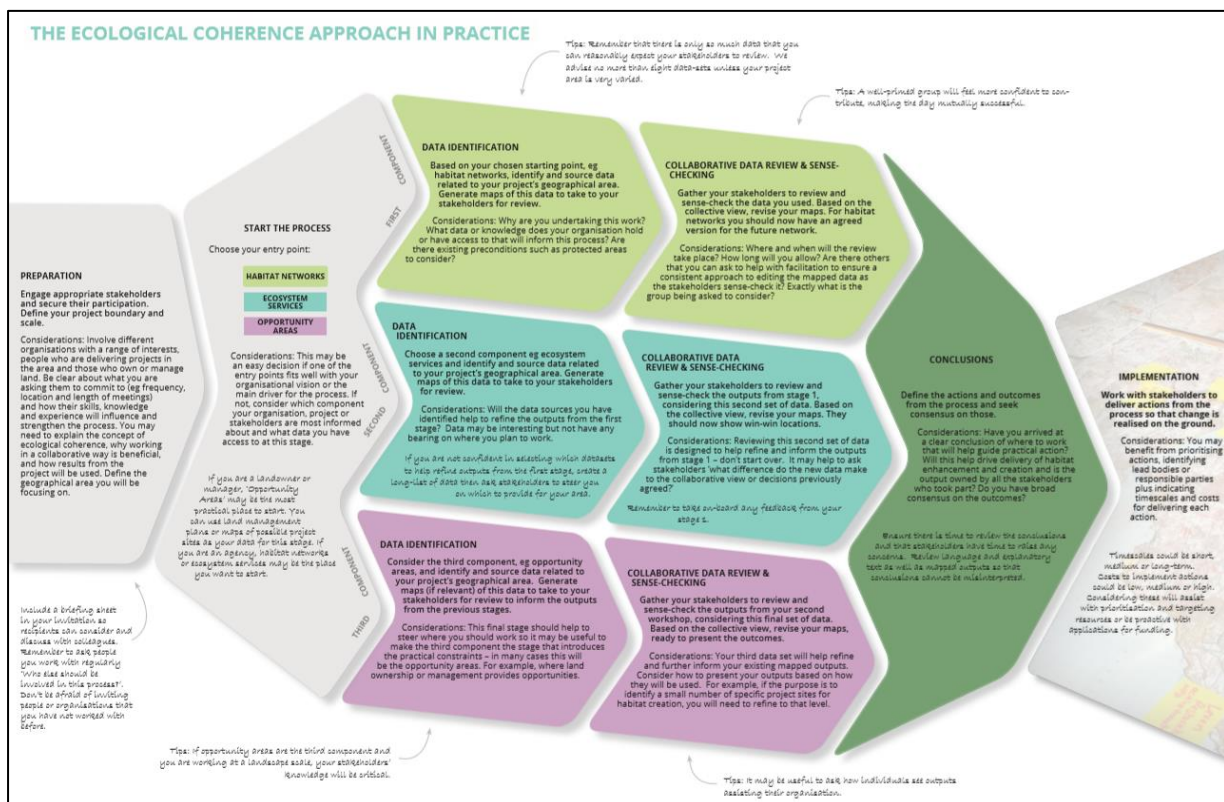 THE ECOLOGICAL COHERENCE APPROACH IN PRACTICE
Tips: Remember that there is only so much data that you
can reasonably expect your stakeholders to review. We
advise no more than eight data-sets unless your project
area is very varied.
Tips: A well-primed group will feel more confident to con-
tribute, making the day mutually successful.
PREPARATION
Engage appropriate stakeholders
and secure their participation.
Define your project boundary and
scale.
Considerations: Involve different
organisations with a range of interests,
people who are delivering projects in
the area and those who own or manage
land. Be clear about what you are
asking them to commit to (eg frequency,
location and length of meetings)
and how their skills, knowledge
and experience will influence and
strengthen the process. You may
need to explain the concept of
ecological coherence, why working
in a collaborative way is beneficial,
and how results from the
project will be used. Define the
geographical area you will be
focusing on.
Include a briefing sheet
in your invitation so
recipients can consider and
discuss with colleagues.
Remember to ask people
you work with regularly
'Who else should be
involved in this process?'.
Don't be afraid of inviting
people or organisations that
you have not worked with
before.
START THE PROCESS
Choose your entry point:
HABITAT NETWORKS
ECOSYSTEM
SERVICES
OPPORTUNITY
AREAS
Considerations: This may be
an easy decision if one of the
entry points fits well with your
organisational vision or the
main driver for the process. If
not, consider which component
your organisation, project or
stakeholders are most informed
about and what data you have
access to at this stage.
If you are a landowner or
manager, 'Opportunity
Areas' may be the most
practical place to start. You
can use land management
plans or maps of possible project
sites as your data for this stage. If
you are an agency, habitat networks
or ecosystem services may be the place
you want to start.
FIRST COMPONENT
DATA IDENTIFICATION
Based on your chosen starting point, eg
habitat networks, identify and source data
related to your project's geographical area.
Generate maps of this data to take to your
stakeholders for review.
Considerations: Why are you undertaking this work?
What data or knowledge does your organisation hold
or have access to that will inform this process? Are
there existing preconditions such as protected areas
to consider?
COLLABORATIVE DATA REVIEW & SENSE-
CHECKING
Gather your stakeholders to review and
sense-check the data you used. Based on the
collective view, revise your maps. For habitat
networks you should now have an agreed
version for the future network.
Considerations: Where and when will the review
take place? How long will you allow? Are there others
that you can ask to help with facilitation to ensure a
consistent approach to editing the mapped data as
the stakeholders sense-check it? Exactly what is the
group being asked to consider?
SECOND COMPONENT
DATA
IDENTIFICATION
Choose a second component eg ecosystem
services and identify and source data related
to your project's geographical area. Generate
maps of this data to take to your stakeholders
for review.
Considerations: Will the data sources you have
identified help to refine the outputs from the first
stage? Data may be interesting but not have any
bearing on where you plan to work.
If you are not confident in selecting which datasets
to help refine outputs from the first stage, create a
long-list of data then ask stakeholders to steer you
on which to provide for your area.
COLLABORATIVE DATA
REVIEW & SENSE-CHECKING
Gather your stakeholders to review and
sense-check the outputs from stage 1,
considering this second set of data. Based on
the collective view, revise your maps. They
should now show win-win locations.
Considerations: Reviewing this second set of data
is designed to help refine and inform the outputs
from stage 1 – don't start over. It may help to ask
stakeholders 'what difference do the new data make
to the collaborative view or decisions previously
agreed?
Remember to take on-board any feedback from your
stage 1.
THIRD COMPONENT
DATA IDENTIFICATION
Consider the third component, eg opportunity
areas, and identify and source data related to
your project's geographical area. Generate
maps (if relevant) of this data to take to your
stakeholders for review to inform the outputs
from the previous stages.
Considerations: This final stage should help to
steer where you should work so it may be useful to
make the third component the stage that introduces
the practical constraints – in many cases this will
be the opportunity areas. For example, where land
ownership or management provides opportunities.
COLLABORATIVE DATA REVIEW &
SENSE-CHECKING
Gather your stakeholders to review and
sense-check the outputs from your second
workshop, considering this final set of data.
Based on the collective view, revise your maps,
ready to present the outcomes.
Considerations: Your third data set will help refine
and further inform your existing mapped outputs.
Consider how to present your outputs based on how
they will be used. For example, if the purpose is to
identify a small number of specific project sites for
habitat creation, you will need to refine to that level.
Tips: If opportunity areas are the third component and
you are working at a landscape scale, your stakeholders'
knowledge will be critical.
Tips: It may be useful to ask how individuals see outputs
assisting their organisation.
CONCLUSIONS
Define the actions and outcomes
from the process and seek
consensus on those.
Considerations: Have you arrived at
a clear conclusion of where to work
that will help guide practical action?
Will this help drive delivery of habitat
enhancement and creation and is the
output owned by all the stakeholders
who took part? Do you have broad
consensus on the outcomes?
Ensure there is time to review the conclusions
and that stakeholders have time to raise any
concerns. Review language and explanatory
text as well as mapped outputs so that
conclusions cannot be misinterpreted.
IMPLEMENTATION
Work with stakeholders to
deliver actions from the
process so that change is
realised on the ground.
Considerations: You may
benefit from prioritising
actions, identifying
lead bodies or
responsible parties
plus indicating
timescales and costs
for delivering each
action.
Timescales could be short,
medium or long-term.
Costs to implement actions
could be low, medium or high.
Considering these will assist
with prioritisation and targeting
resources or be proactive with
applications for funding.